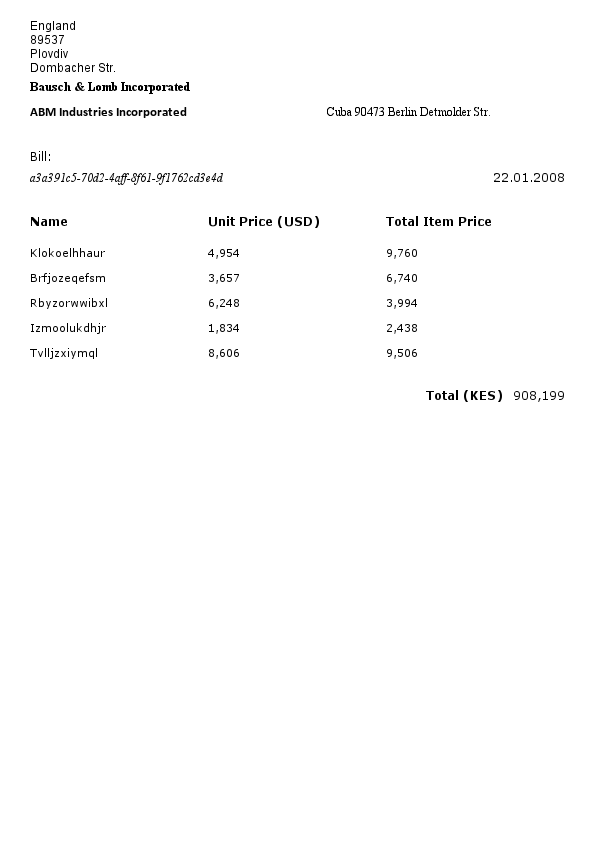 England
89537
Plovdiv
Dombacher Str.
Bausch & Lomb Incorporated
ABM Industries Incorporated Cuba 90473 Berlin Detmolder Str.
Bill:
a3a391c5-70d2-4aff-8f61-9f1762cd3e4d 22.01.2008
Name Unit Price (USD) Total Item Price
Klokoelhhaur 4,954 9,760
Brfjozeqefsm 3,657 6,740
Rbyzorwwibxl 6,248 3,994
Izmoolukdhjr 1,834 2,438
Tvlljzxiymql 8,606 9,506
Total (KES) 908,199